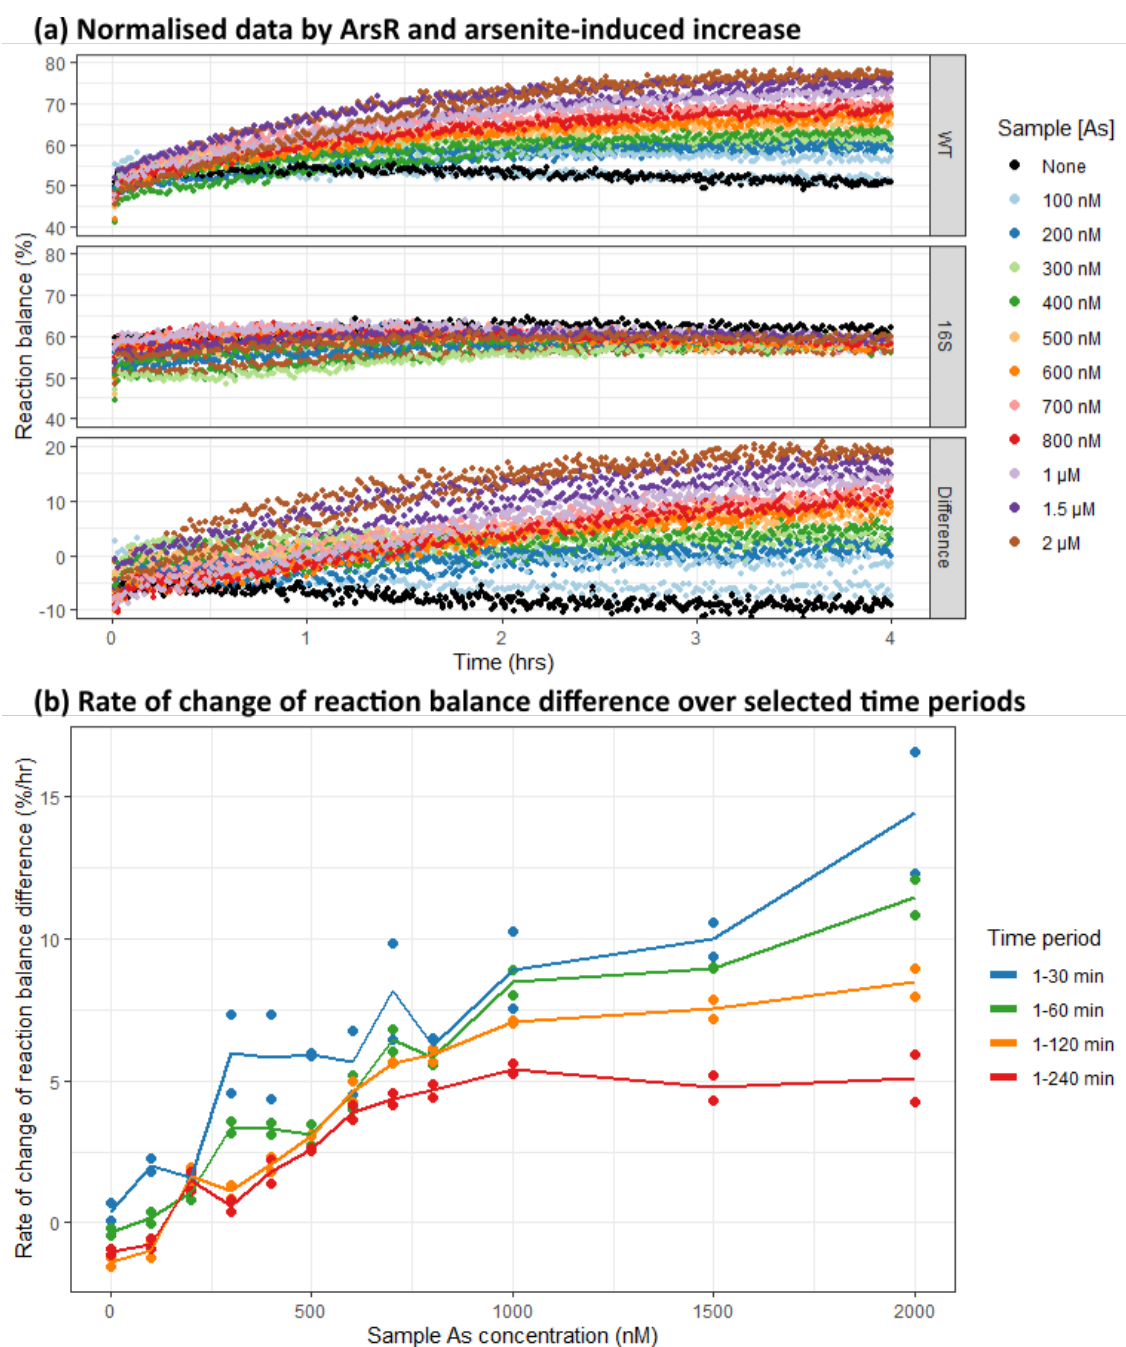 (a) Normalised data by ArsR and arsenite-induced increase
Reaction balance (%)
80
70
60
50
40
WT
80
70
60
50
40
16S
20
10
0
-10
Difference
0
1
2
3
4
Time (hrs)
Sample [As]
None
100 nM
200 nM
300 nM
400 nM
500 nM
600 nM
700 nM
800 nM
1 µM
1.5 µM
2 µM
(b) Rate of change of reaction balance difference over selected time periods
Rate of change of reaction balance difference (%/hr)
15
10
5
0
0
500
1000
1500
2000
Sample As concentration (nM)
Time period
1-30 min
1-60 min
1-120 min
1-240 min